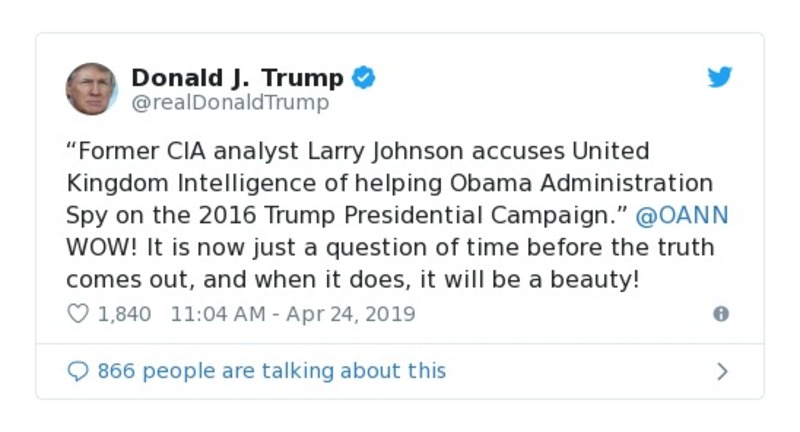 Donald J. Trump
@realDonaldTrump
“Former CIA analyst Larry Johnson accuses United
Kingdom Intelligence of helping Obama Administration
Spy on the 2016 Trump Presidential Campaign.” @OANN
WOW! It is now just a question of time before the truth
comes out, and when it does, it will be a beauty!
1,840 11:04 AM - Apr 24, 2019
866 people are talking about this